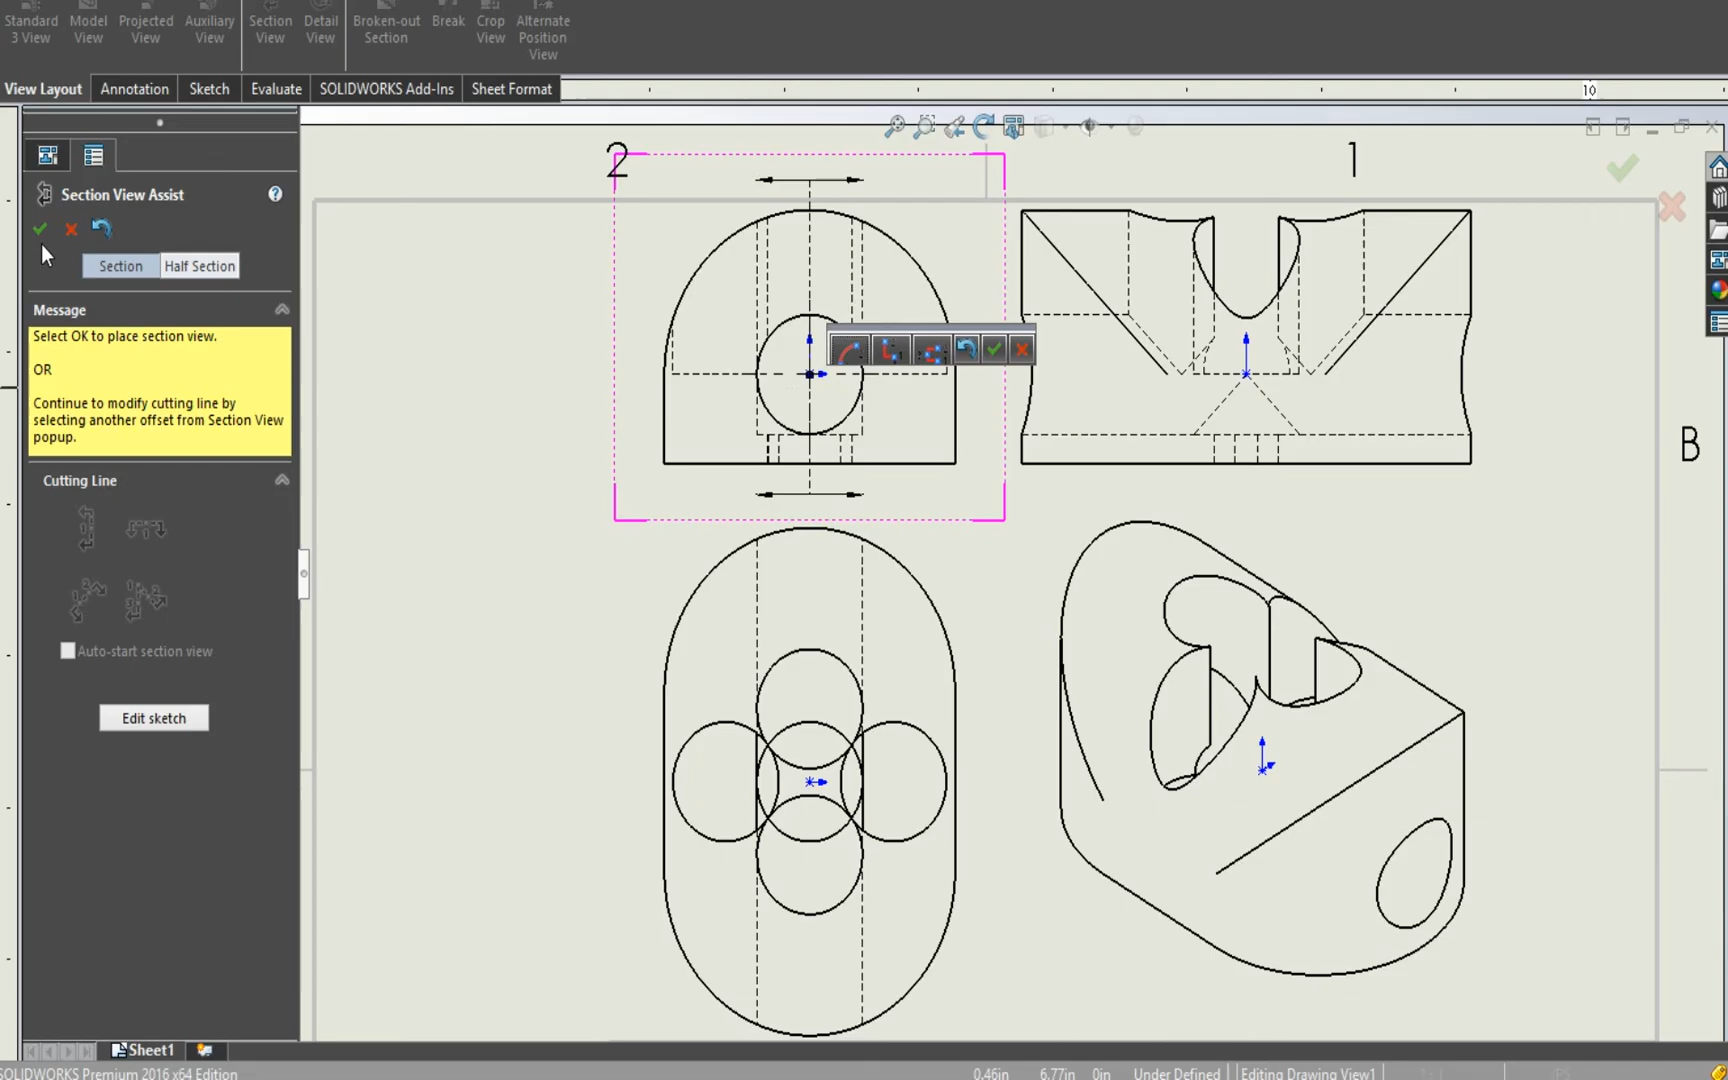 Standard
3 View
Model
View
Projected
View
Auxiliary
View
Section
View
Detail
View
Broken-out
Section
Break
Crop
View
Alternate
Position
View
View Layout
Annotation
Sketch
Evaluate
SOLIDWORKS Add-Ins
Sheet Format
10
2
1
Section View Assist
?
Section
Half Section
Message
Select OK to place section view.
OR
Continue to modify cutting line by
selecting another offset from Section View
popup.
B
Cutting Line
Auto-start section view
Edit sketch
Sheet1
SOLIDWORKS Premium 2016 x64 Edition
0.46in
6.77in
0in
Under Defined
Editing Drawing View1